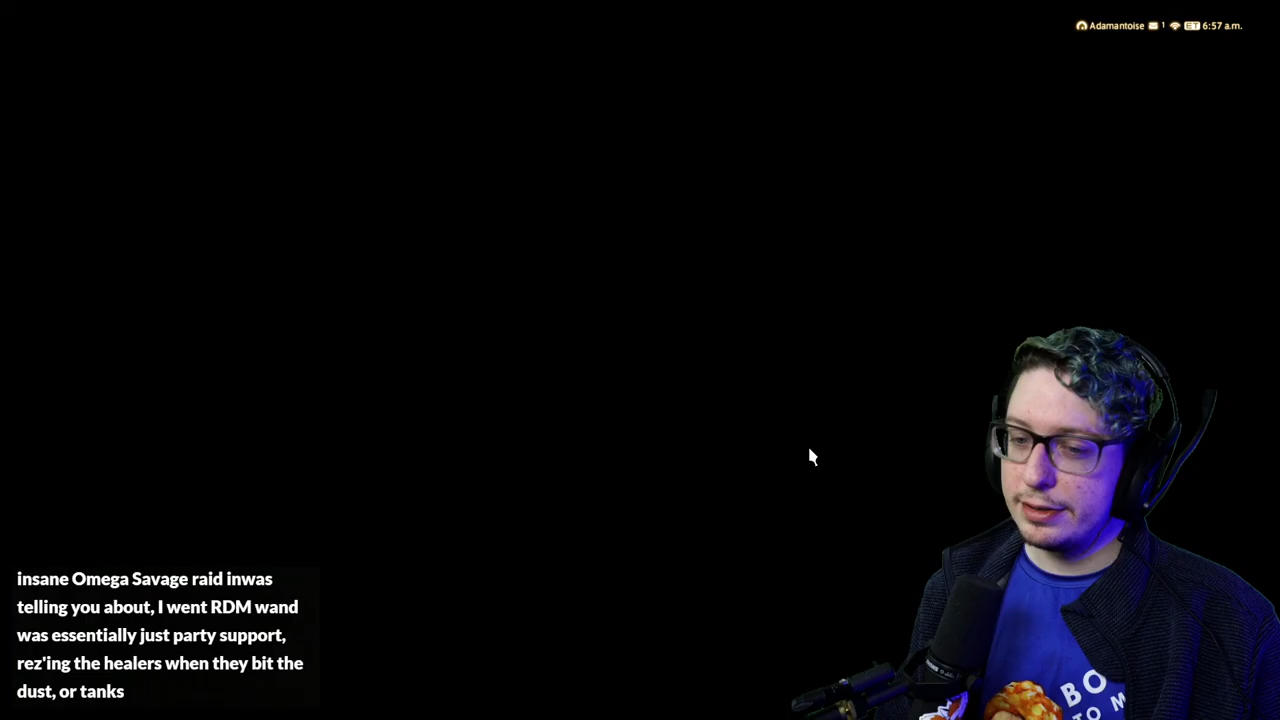 Adamantoise 1 ET 6:57 a.m.
insane Omega Savage raid inwas
telling you about, I went RDM wand
was essentially just party support,
rez'ing the healers when they bit the
dust, or tanks
BO
TO M